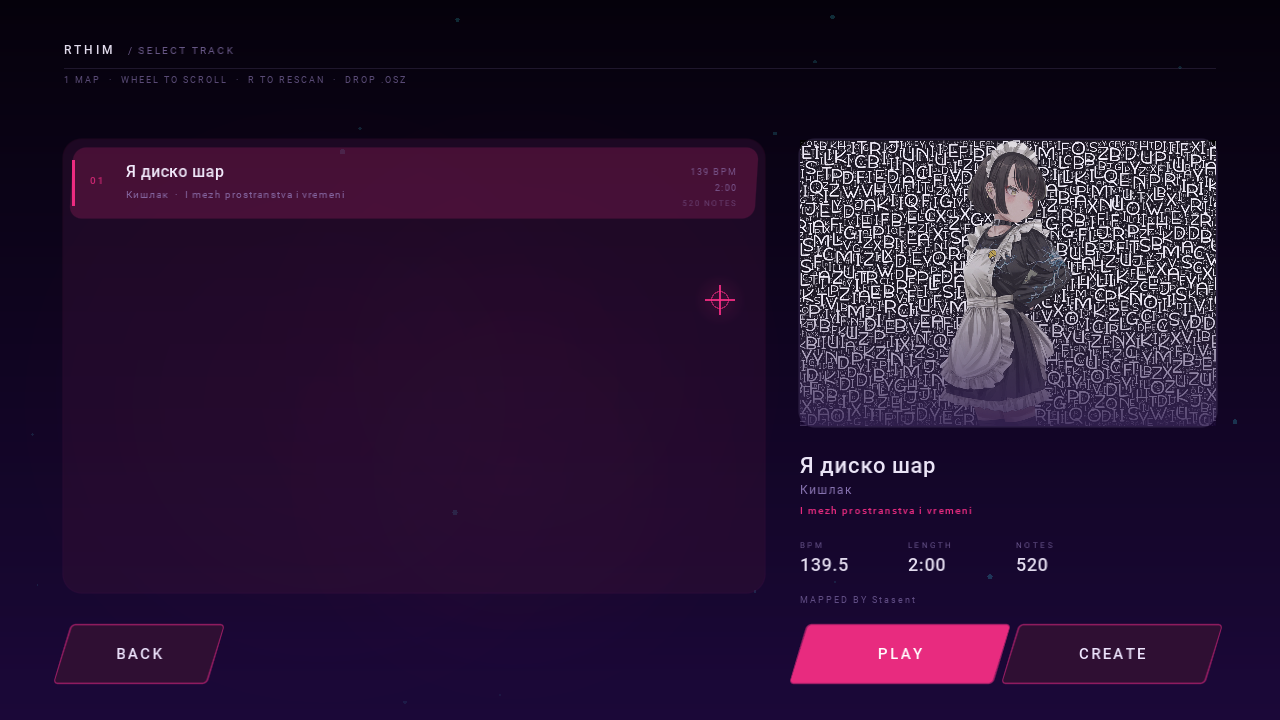 RTHIM / SELECT TRACK
1 MAP · WHEEL TO SCROLL · R TO RESCAN · DROP .OSZ
01
Я диско шар
Кишлак · I mezh prostranstva i vremeni
139 BPM
2:00
520 NOTES
Я диско шар
Кишлак
I mezh prostranstva i vremeni
BPM LENGTH NOTES
139.5 2:00 520
MAPPED BY Stasent
BACK
PLAY
CREATE